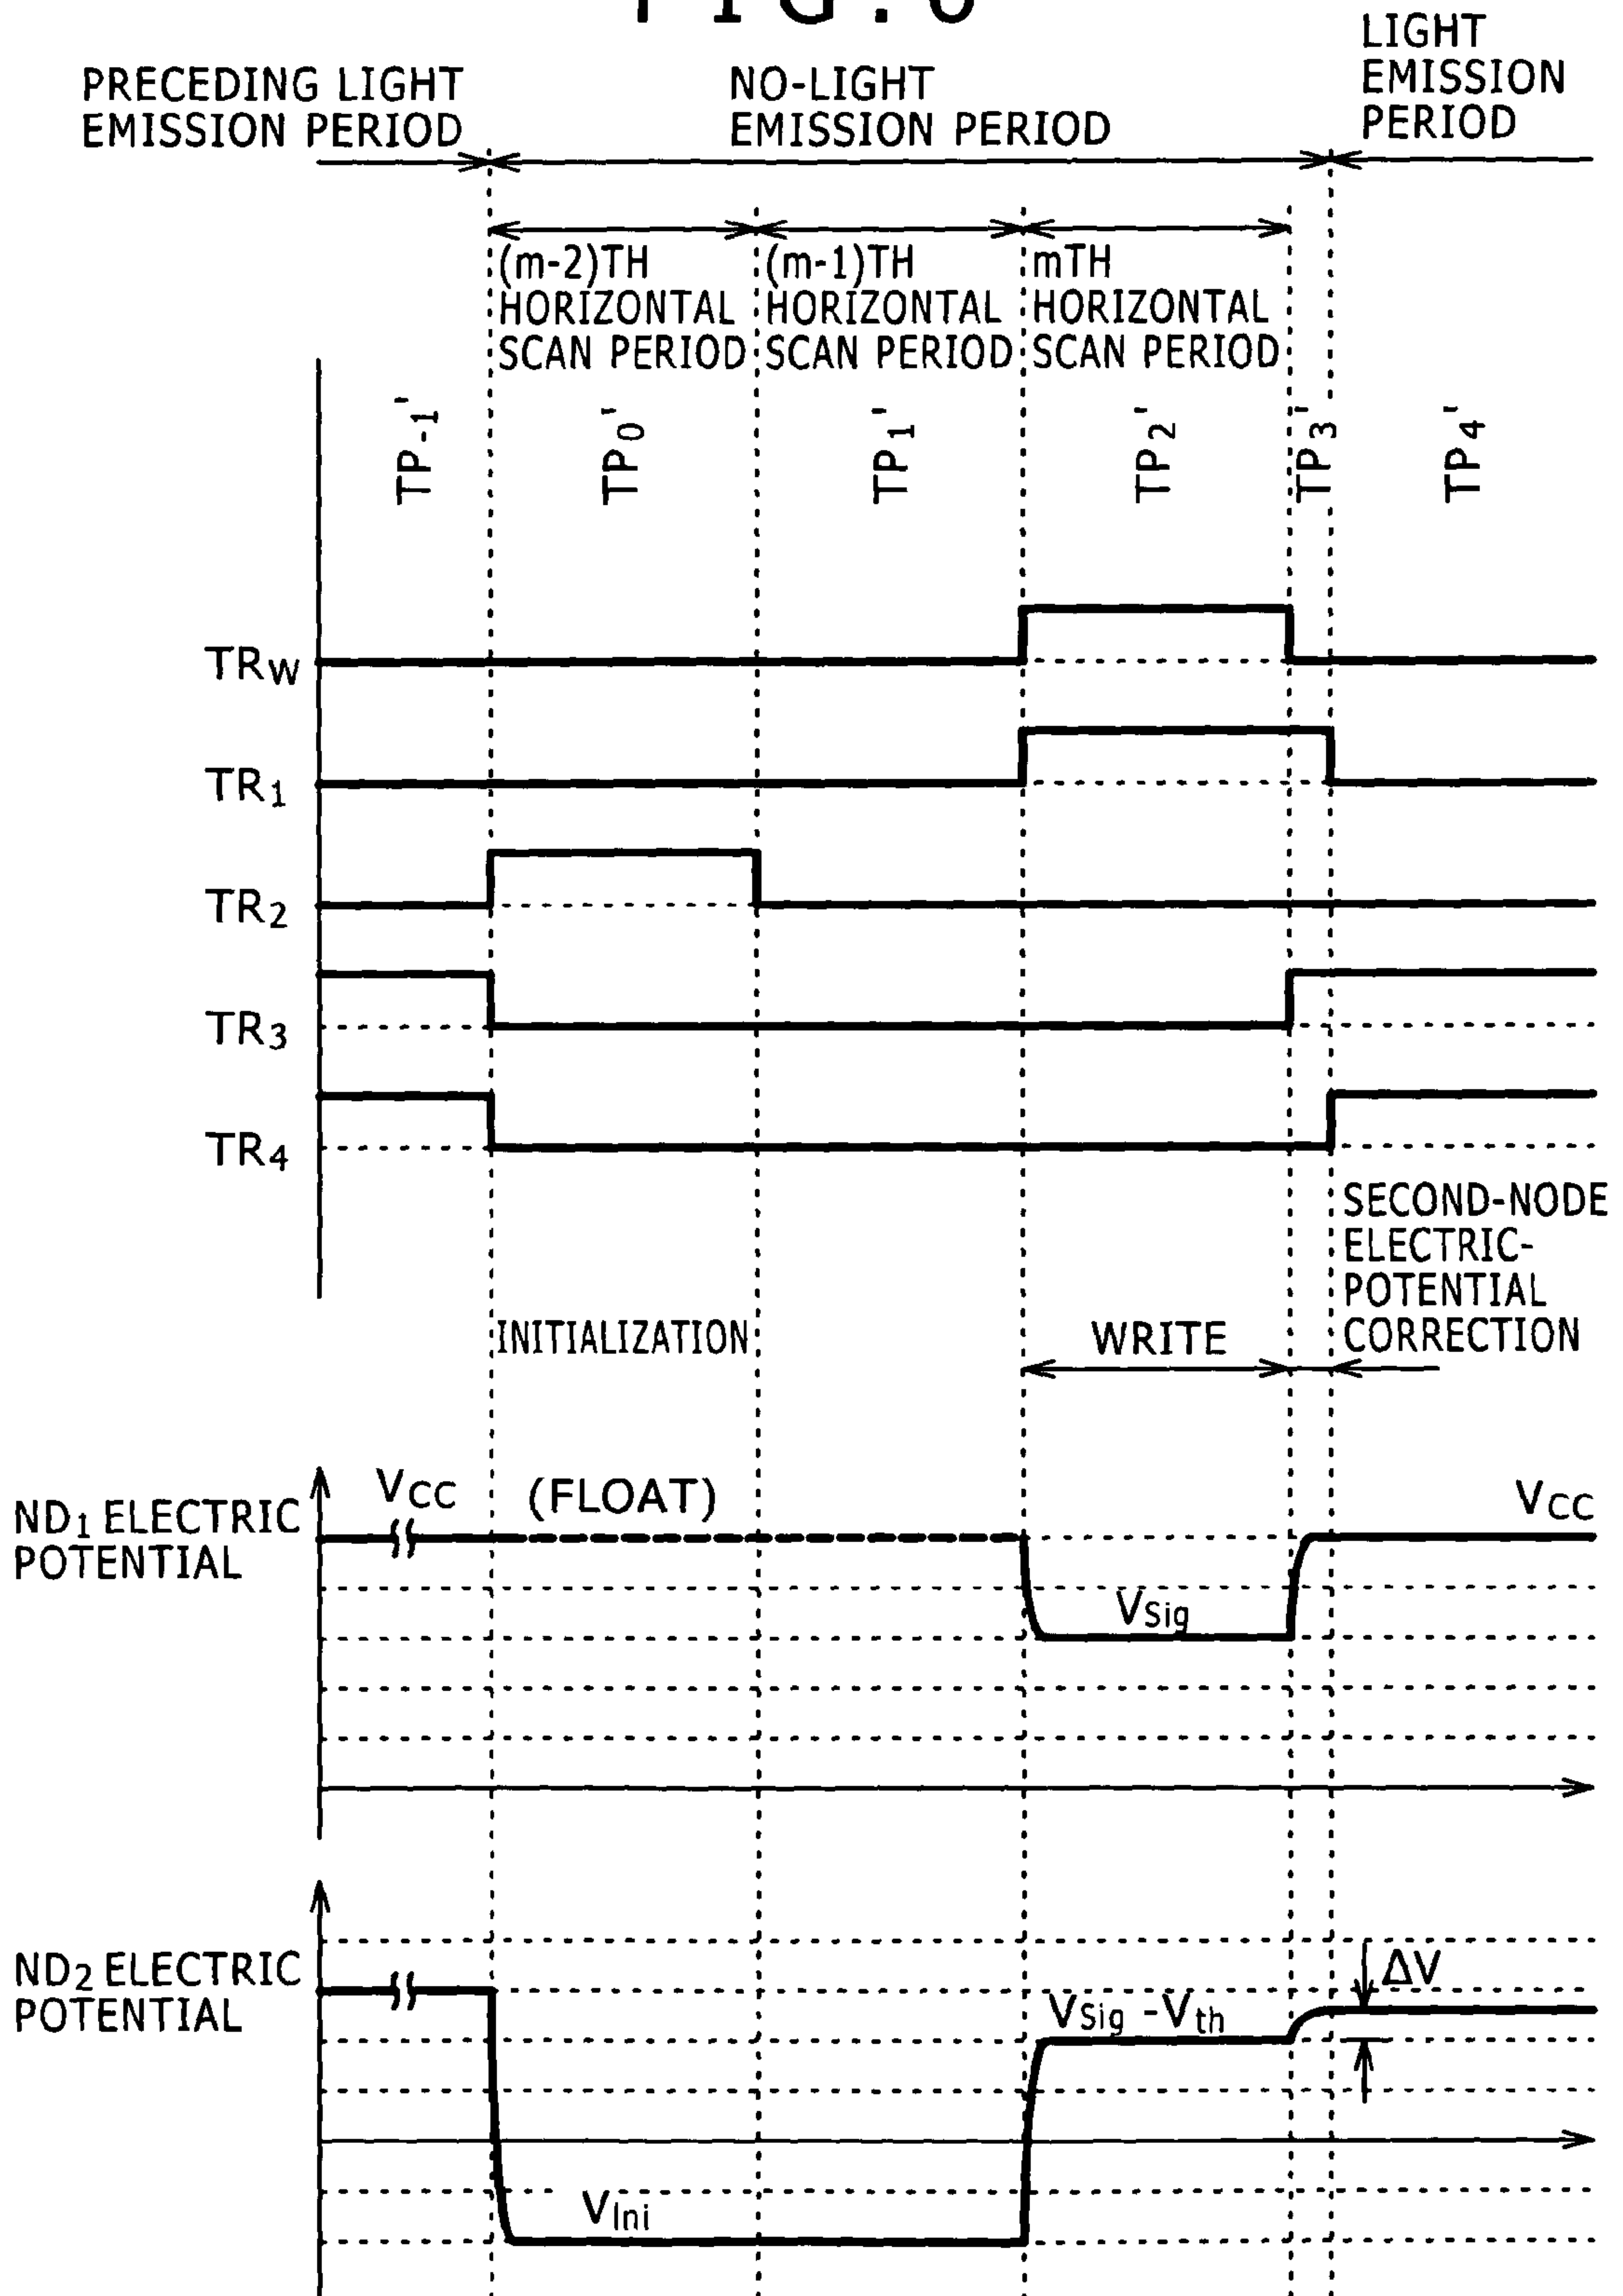 FIG. 6
PRECEDING LIGHT
EMISSION PERIOD
NO-LIGHT
EMISSION PERIOD
LIGHT
EMISSION
PERIOD
(m-2)TH
HORIZONTAL
SCAN PERIOD
(m-1)TH
HORIZONTAL
SCAN PERIOD
mTH
HORIZONTAL
SCAN PERIOD
TP-1'
TP0'
TP1'
TP2'
TP3'
TP4'
TRW
TR1
TR2
TR3
TR4
INITIALIZATION
WRITE
SECOND-NODE
ELECTRIC-
POTENTIAL
CORRECTION
ND1 ELECTRIC
POTENTIAL
VCC
(FLOAT)
VSig
VCC
ND2 ELECTRIC
POTENTIAL
VIni
VSig -Vth
ΔV